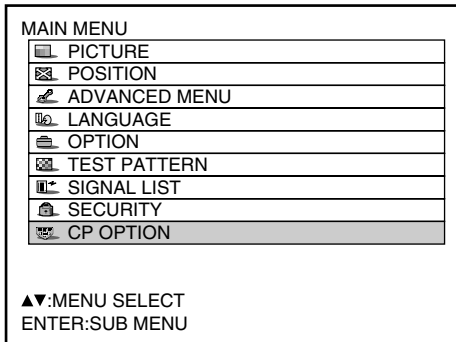 MAIN MENU
PICTURE
POSITION
ADVANCED MENU
LANGUAGE
OPTION
TEST PATTERN
SIGNAL LIST
SECURITY
CP OPTION
▲▼:MENU SELECT
ENTER:SUB MENU